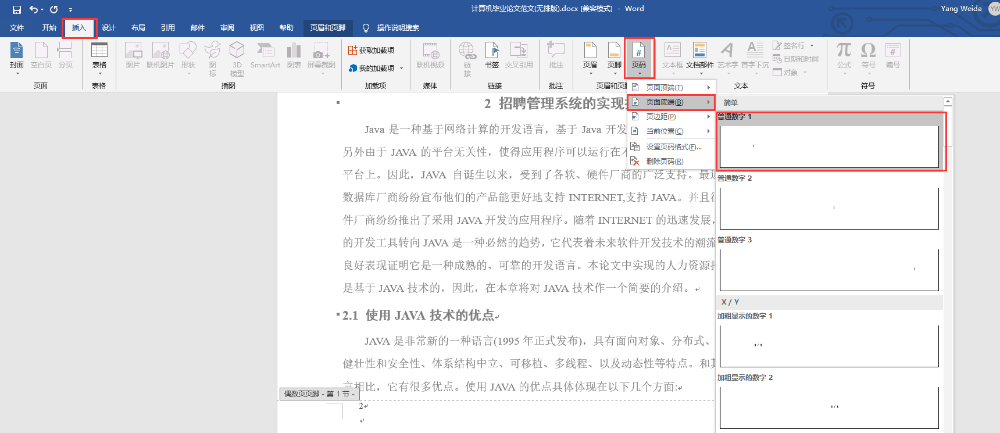 计算机毕业论文范文(无排版).docx [兼容模式] - Word
Yang Weida
YW
文件 开始 插入 设计 布局 引用 邮件 审阅 视图 帮助 页眉和页脚 操作说明搜索
封面 空白页 分页
页面
表格
表格
图片 联机图片 形状 图标 3D模型 SmartArt 图表 屏幕截图
插图
获取加载项
我的加载项
加载项
联机视频
媒体
链接 书签 交叉引用
链接
批注
批注
页眉 页脚 页码
页眉和页
文本框 文档部件 艺术字 首字下沉
签名行
日期和时间
对象
文本
公式 符号 编号
符号
页面顶端(T)
页面底端(B)
页边距(P)
当前位置(C)
设置页码格式(F)...
删除页码(R)
简单
普通数字 1
普通数字 2
普通数字 3
X / Y
加粗显示的数字 1
加粗显示的数字 2
2 招聘管理系统的实现
Java 是一种基于网络计算的开发语言，基于 Java 开发
另外由于 JAVA 的平台无关性，使得应用程序可以运行在不
平台上。因此，JAVA 自诞生以来，受到了各软、硬件厂商的广泛支持。最近
数据库厂商纷纷宣布他们的产品能更好地支持 INTERNET,支持 JAVA。并且很
件厂商纷纷推出了采用 JAVA 开发的应用程序。随着 INTERNET 的迅速发展，
的开发工具转向 JAVA 是一种必然的趋势，它代表着未来软件开发技术的潮流
良好表现证明它是一种成熟的、可靠的开发语言。本论文中实现的人力资源招
是基于 JAVA 技术的，因此，在本章将对 JAVA 技术作一个简要的介绍。
2.1 使用 JAVA 技术的优点
JAVA 是非常新的一种语言(1995 年正式发布)，具有面向对象、分布式、
健壮性和安全性、体系结构中立、可移植、多线程、以及动态性等特点。和其
言相比，它有很多优点。使用 JAVA 的优点具体体现在以下几个方面:
偶数页页脚 - 第 1 节 -
2